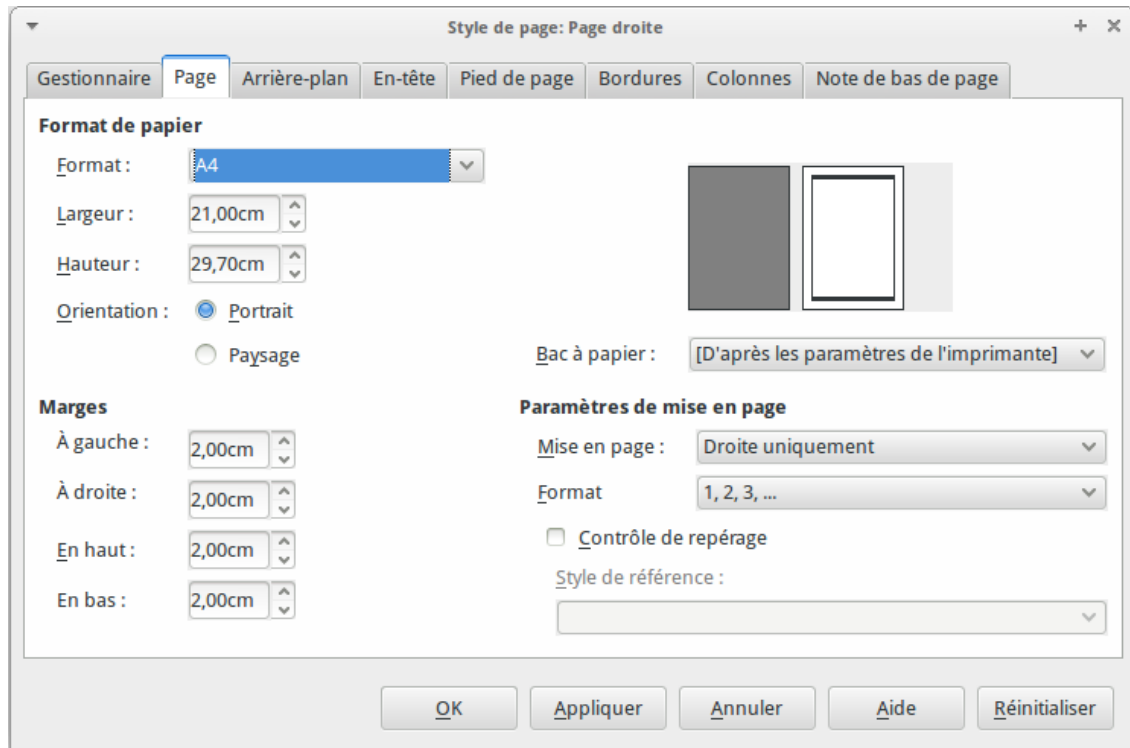 Style de page: Page droite
Gestionnaire Page Arrière-plan En-tête Pied de page Bordures Colonnes Note de bas de page
Format de papier
Format : A4
Largeur : 21,00cm
Hauteur : 29,70cm
Orientation : Portrait
Paysage
Bac à papier : [D'après les paramètres de l'imprimante]
Marges
À gauche : 2,00cm
À droite : 2,00cm
En haut : 2,00cm
En bas : 2,00cm
Paramètres de mise en page
Mise en page : Droite uniquement
Format 1, 2, 3, ...
Contrôle de repérage
Style de référence :
OK Appliquer Annuler Aide Réinitialiser